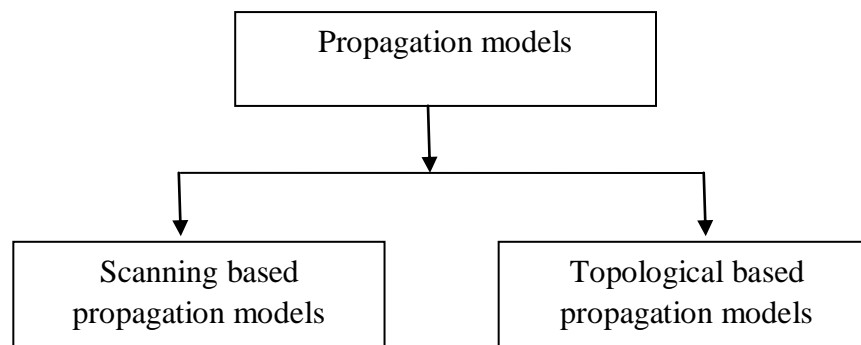 Propagation models
Scanning based
propagation models
Topological based
propagation models